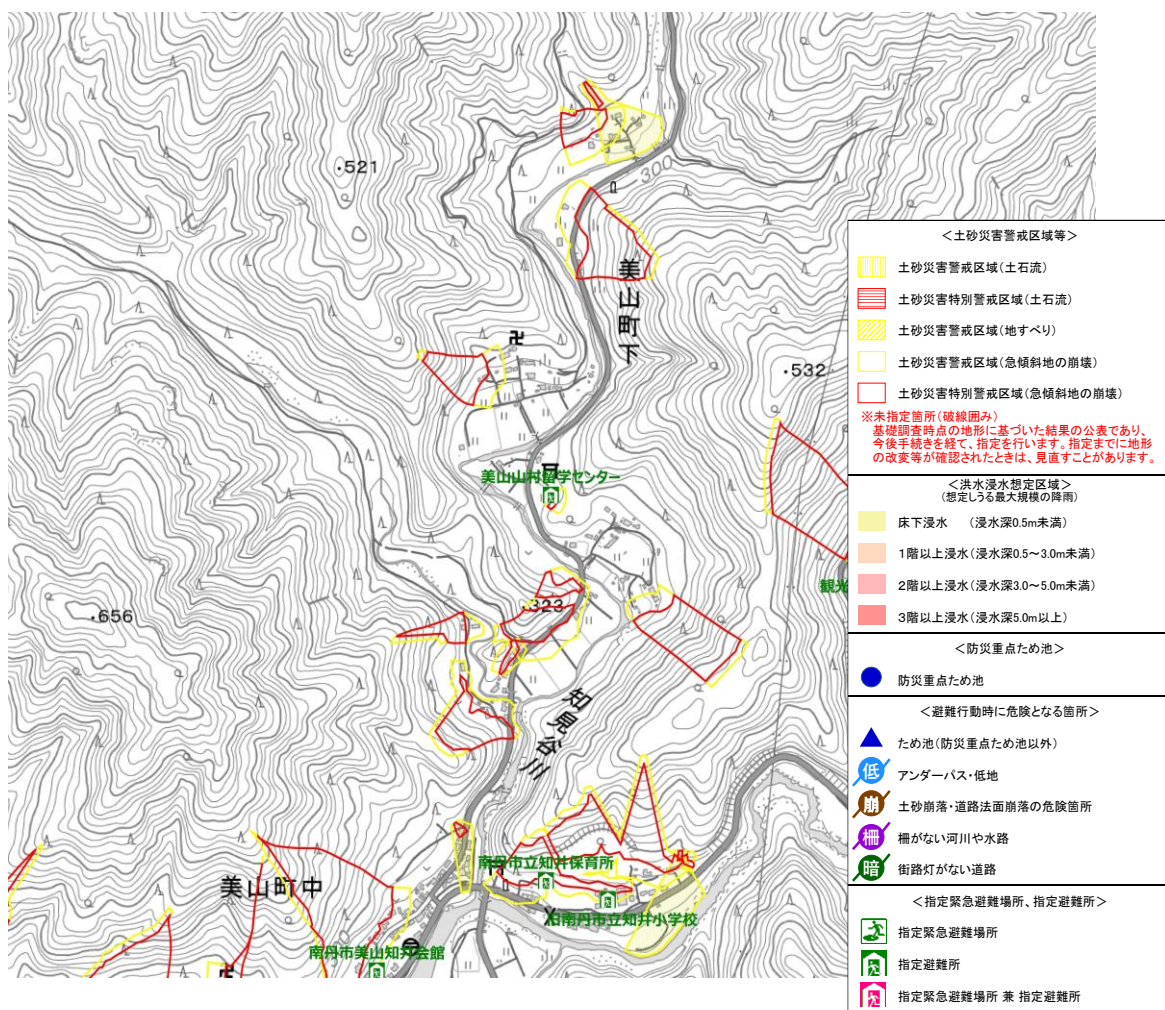 ・521
300
美山町下
・532
卍
美山山村留学センター
観光
・323
・656
知見谷川
南丹市立知井保育所
旧南丹市立知井小学校
美山町中
南丹市美山知井会館
卍
＜土砂災害警戒区域等＞
土砂災害警戒区域(土石流)
土砂災害特別警戒区域(土石流)
土砂災害警戒区域(地すべり)
土砂災害警戒区域(急傾斜地の崩壊)
土砂災害特別警戒区域(急傾斜地の崩壊)
※未指定箇所(破線囲み)
基礎調査時点の地形に基づいた結果の公表であり、
今後手続きを経て、指定を行います。指定までに地形
の改変等が確認されたときは、見直すことがあります。
＜洪水浸水想定区域＞
(想定しうる最大規模の降雨)
床下浸水　(浸水深0.5m未満)
1階以上浸水(浸水深0.5～3.0m未満)
2階以上浸水(浸水深3.0～5.0m未満)
3階以上浸水(浸水深5.0m以上)
＜防災重点ため池＞
防災重点ため池
＜避難行動時に危険となる箇所＞
ため池(防災重点ため池以外)
低 アンダーパス・低地
崩 土砂崩落・道路法面崩落の危険箇所
柵 柵がない河川や水路
暗 街路灯がない道路
＜指定緊急避難場所、指定避難所＞
指定緊急避難場所
指定避難所
指定緊急避難場所 兼 指定避難所